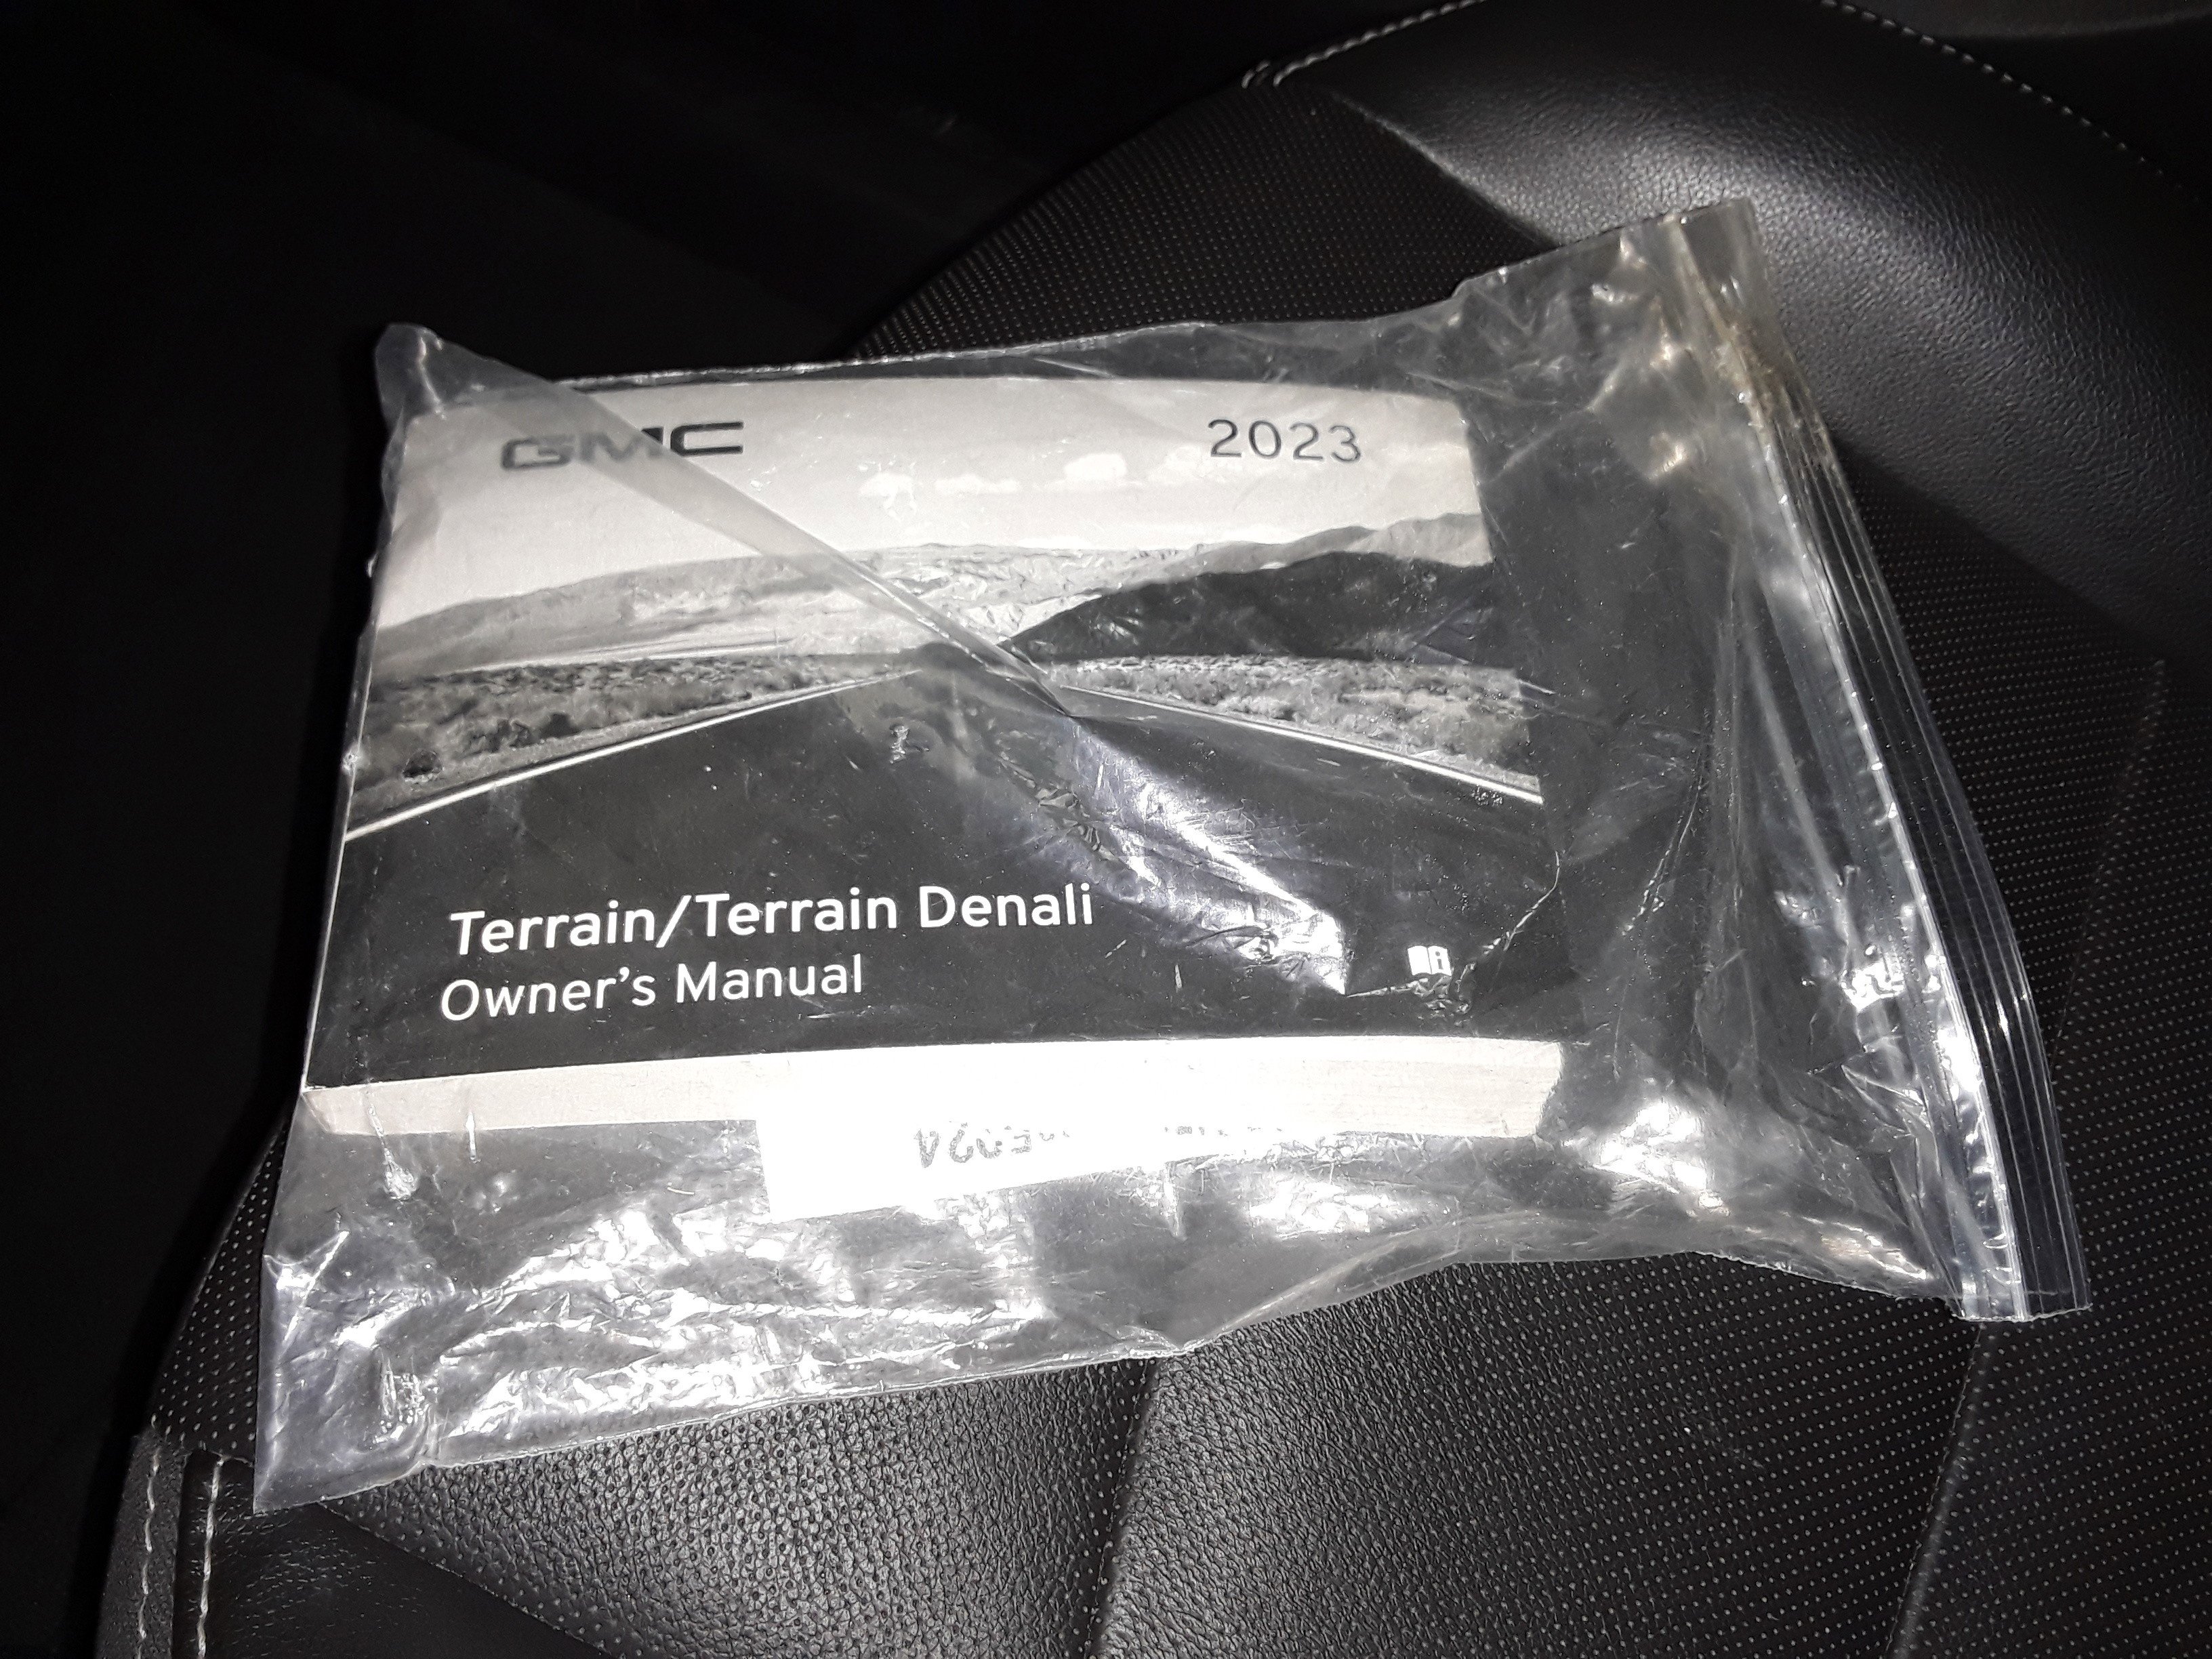 GMC
2023
Terrain/Terrain Denali
Owner's Manual